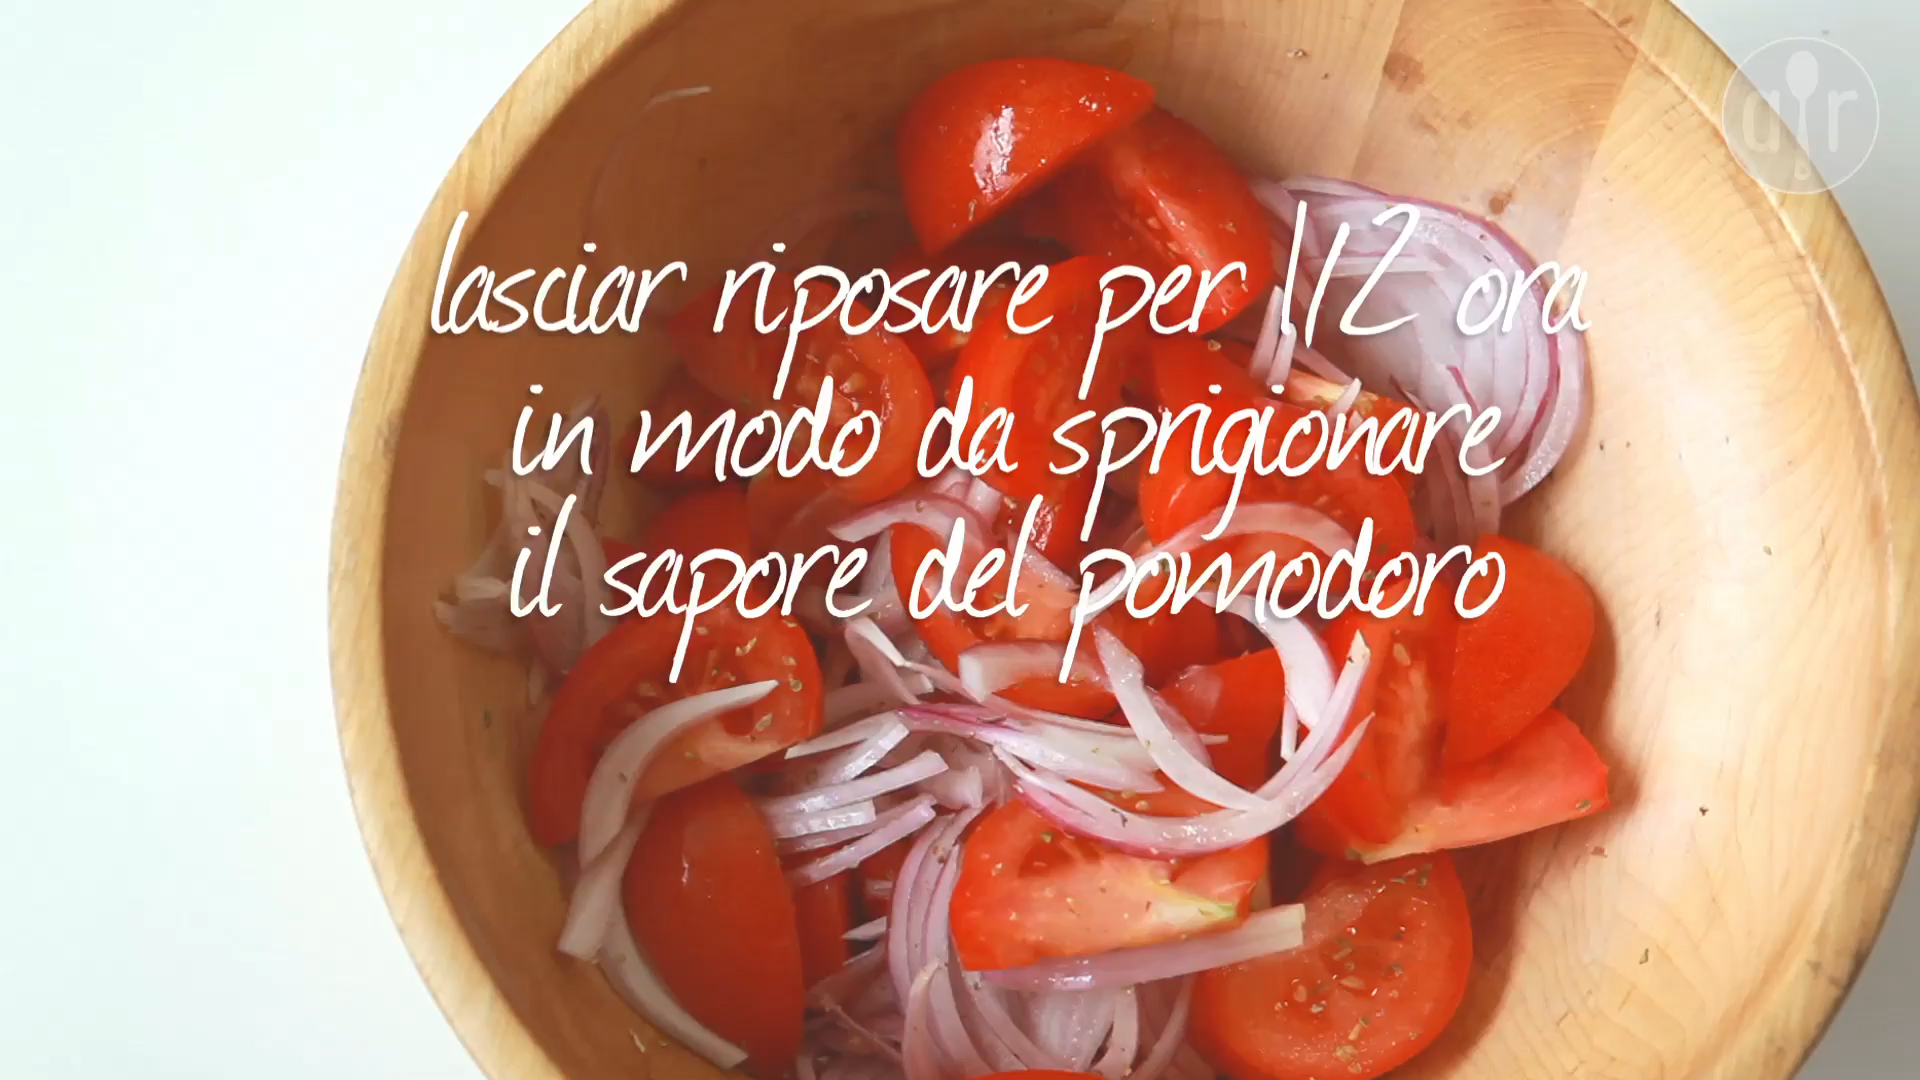 lasciar riposare per 1/2 ora
in modo da sprigionare
il sapore del pomodoro